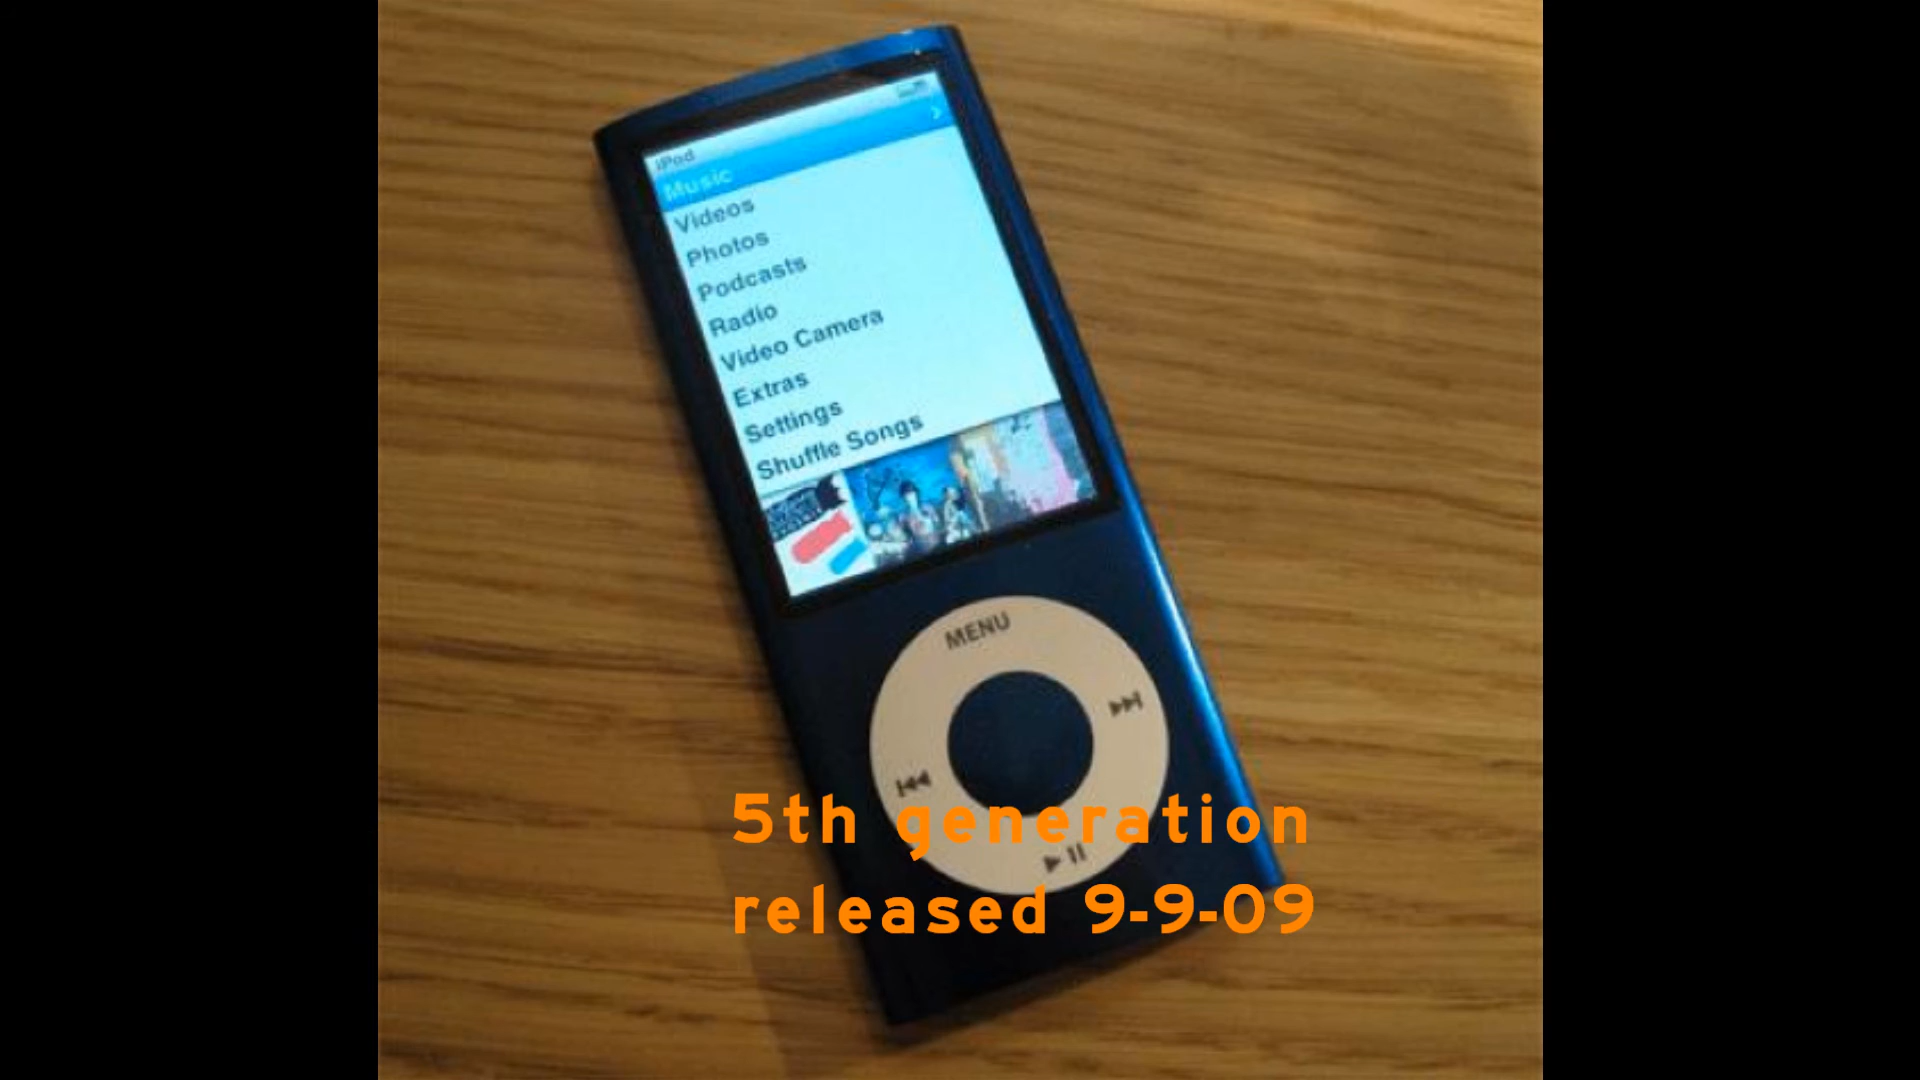 iPod
Music
Videos
Photos
Podcasts
Radio
Video Camera
Extras
Settings
Shuffle Songs
MENU
5th generation
released 9-9-09